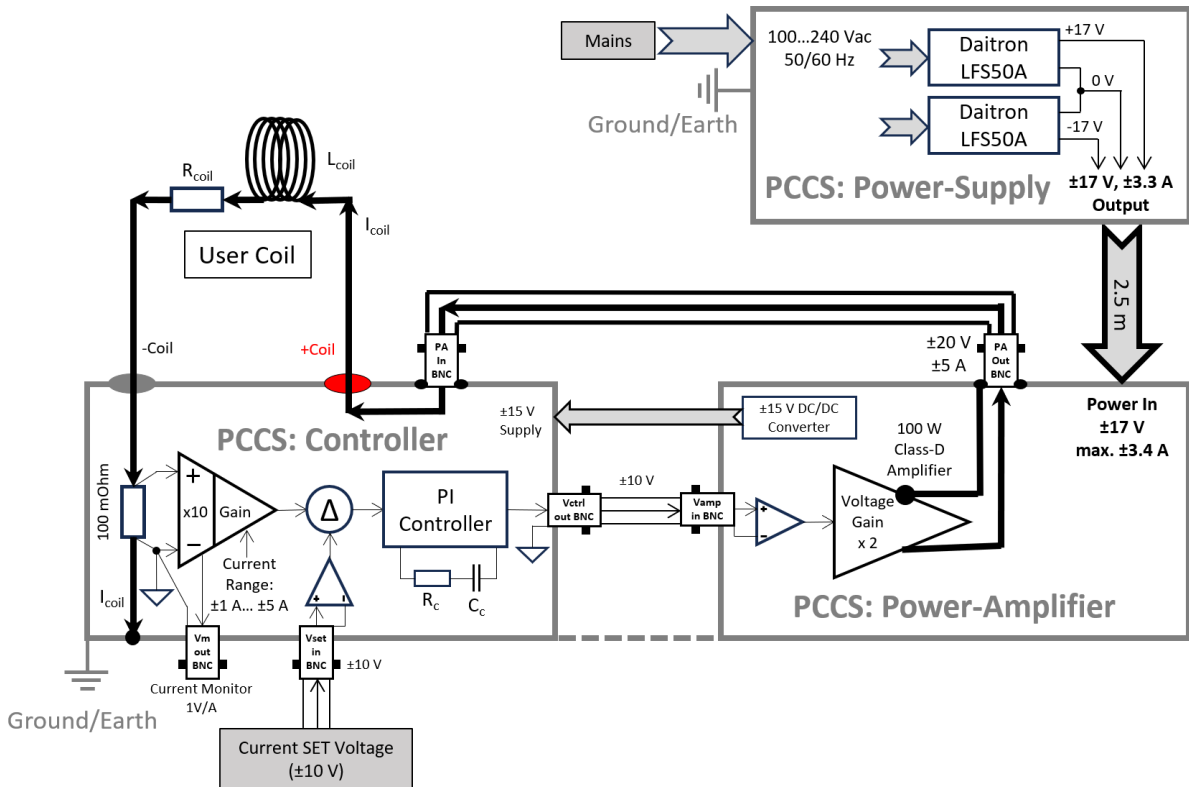 Mains
100...240 Vac
50/60 Hz
Daitron
LFS50A
+17 V
0 V
Daitron
LFS50A
-17 V
Ground/Earth
PCCS: Power-Supply
±17 V, ±3.3 A
Output
2.5 m
Lcoil
Rcoil
Icoil
User Coil
-Coil
+Coil
PA
In
BNC
±20 V
±5 A
PA
Out
BNC
PCCS: Controller
±15 V
Supply
±15 V DC/DC
Converter
100 W
Class-D
Amplifier
Power In
±17 V
max. ±3.4 A
100 mOhm
+
x10
Gain
−
Δ
PI
Controller
Vctrl
out BNC
±10 V
Vamp
in BNC
+
-
Voltage
Gain
x 2
Current
Range:
±1 A... ±5 A
Rc
Cc
+
-
Icoil
PCCS: Power-Amplifier
Vm
out
BNC
Vset
in
BNC
±10 V
Current Monitor
1V/A
Ground/Earth
Current SET Voltage
(±10 V)